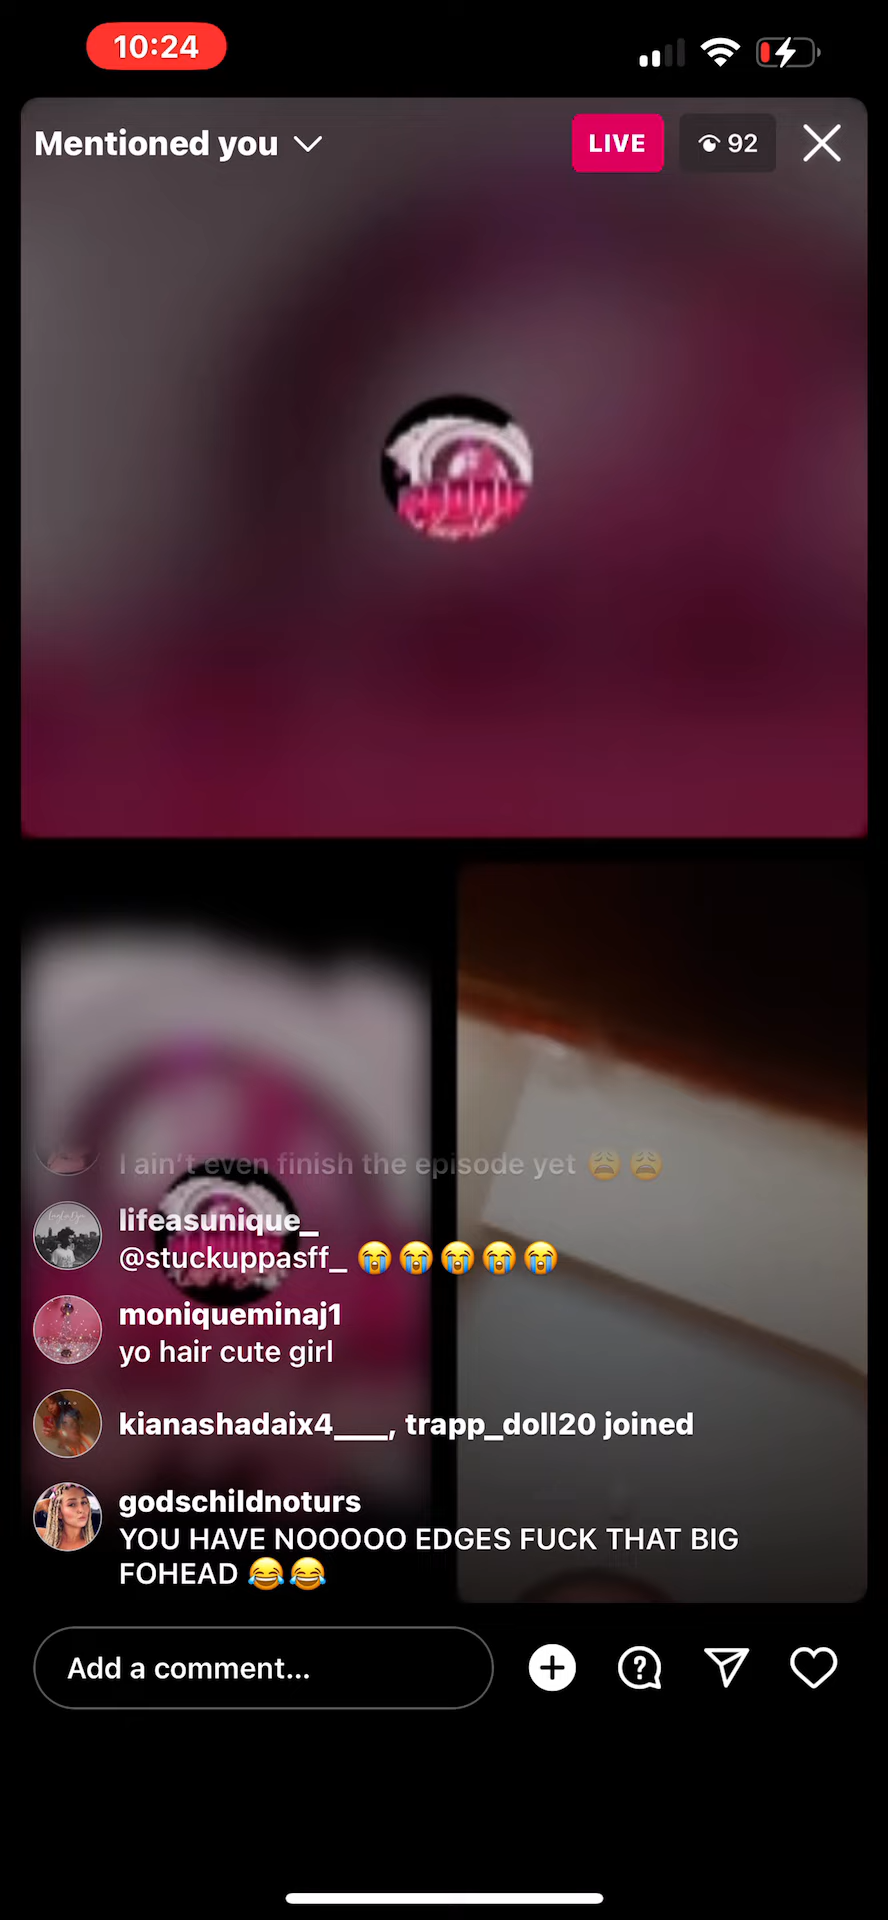 10:24
Mentioned you
LIVE
92
I ain't even finish the episode yet 😩 😩
lifeasunique_
@stuckuppasff_ 😭 😭 😭 😭 😭
moniqueminaj1
yo hair cute girl
kianashadaix4___, trapp_doll20 joined
godschildnoturs
YOU HAVE NOOOOO EDGES FUCK THAT BIG
FOHEAD 😂😂
Add a comment...